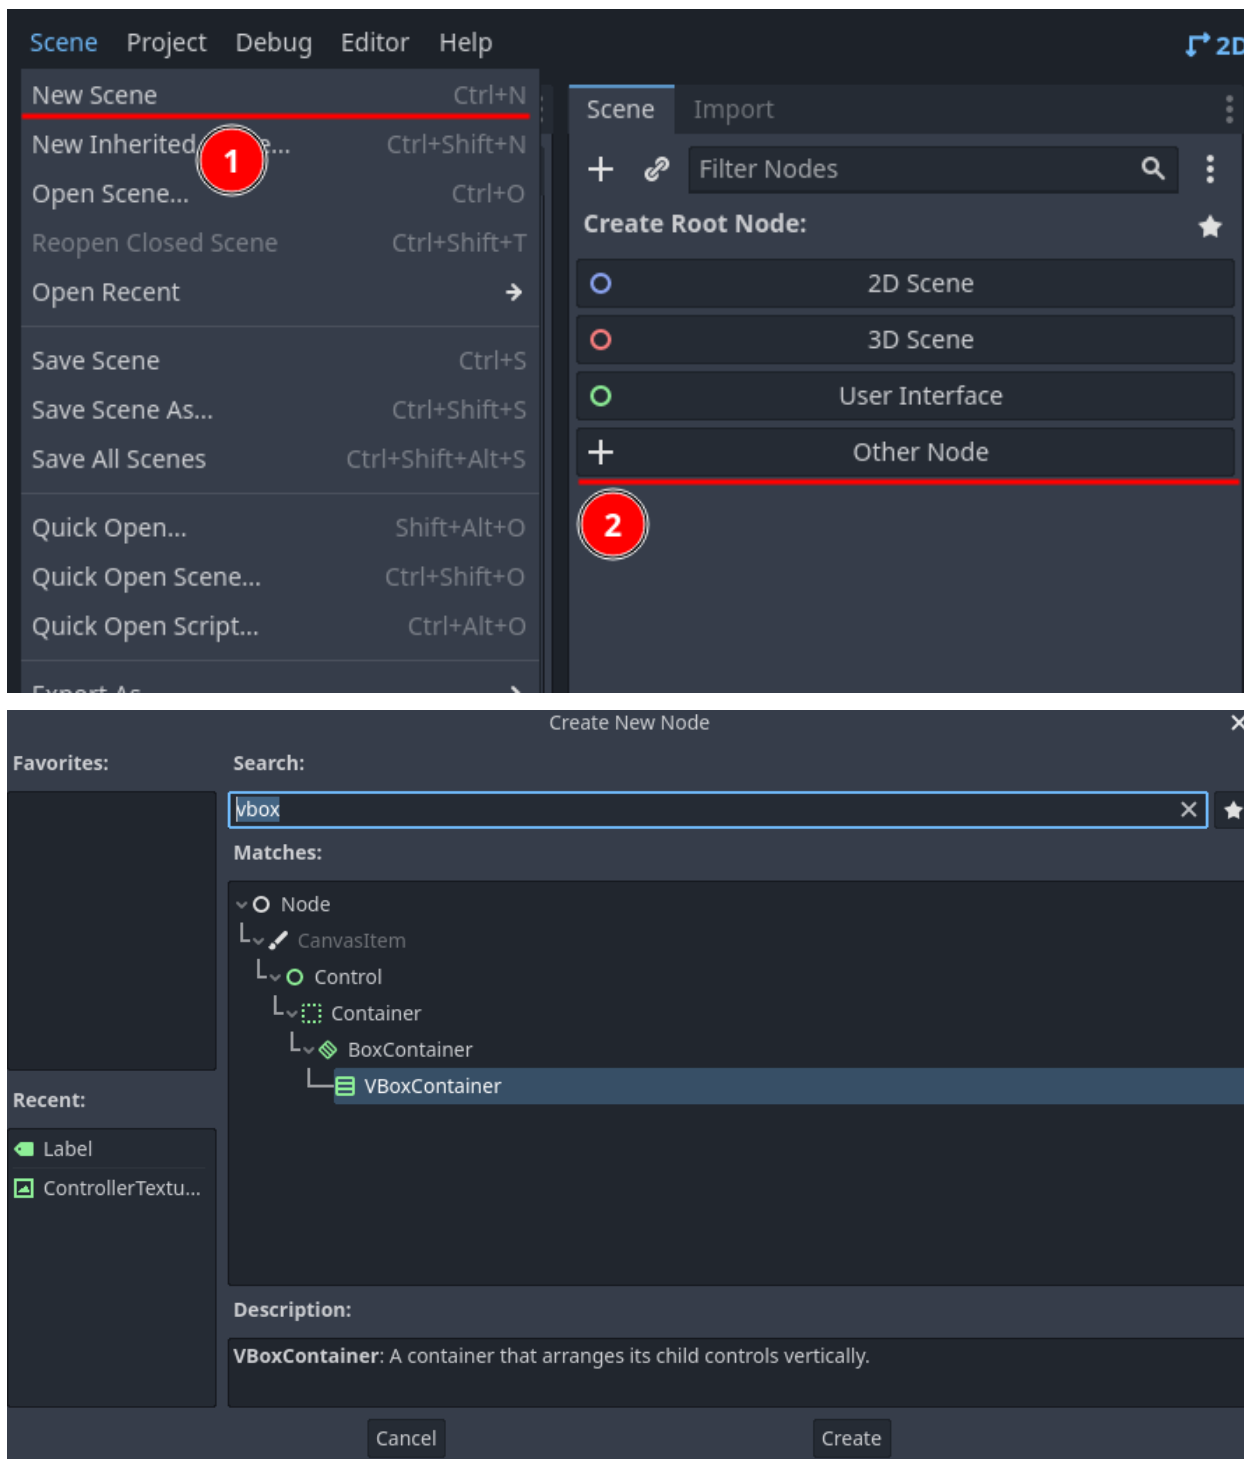 Scene Project Debug Editor Help
2D
New Scene Ctrl+N
New Inherited e... Ctrl+Shift+N
1
Open Scene... Ctrl+O
Reopen Closed Scene Ctrl+Shift+T
Open Recent
Save Scene Ctrl+S
Save Scene As... Ctrl+Shift+S
Save All Scenes Ctrl+Shift+Alt+S
Quick Open... Shift+Alt+O
Quick Open Scene... Ctrl+Shift+O
Quick Open Script... Ctrl+Alt+O
Export As
Scene Import
Filter Nodes
Create Root Node:
2D Scene
3D Scene
User Interface
Other Node
2
Create New Node
Favorites:
Search:
vbox
Matches:
Node
CanvasItem
Control
Container
BoxContainer
VBoxContainer
Recent:
Label
ControllerTextu...
Description:
VBoxContainer: A container that arranges its child controls vertically.
Cancel Create